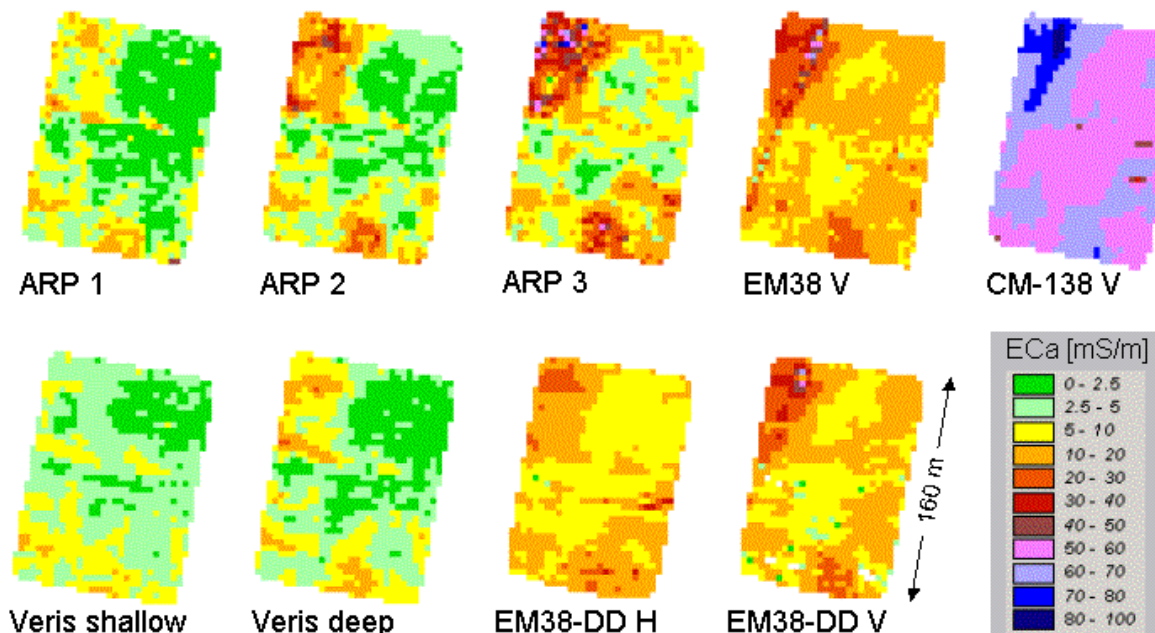 ARP 1
ARP 2
ARP 3
EM38 V
CM-138 V
Veris shallow
Veris deep
EM38-DD H
EM38-DD V
160 m
ECa [mS/m]
0 - 2.5
2.5 - 5
5 - 10
10 - 20
20 - 30
30 - 40
40 - 50
50 - 60
60 - 70
70 - 80
80 - 100